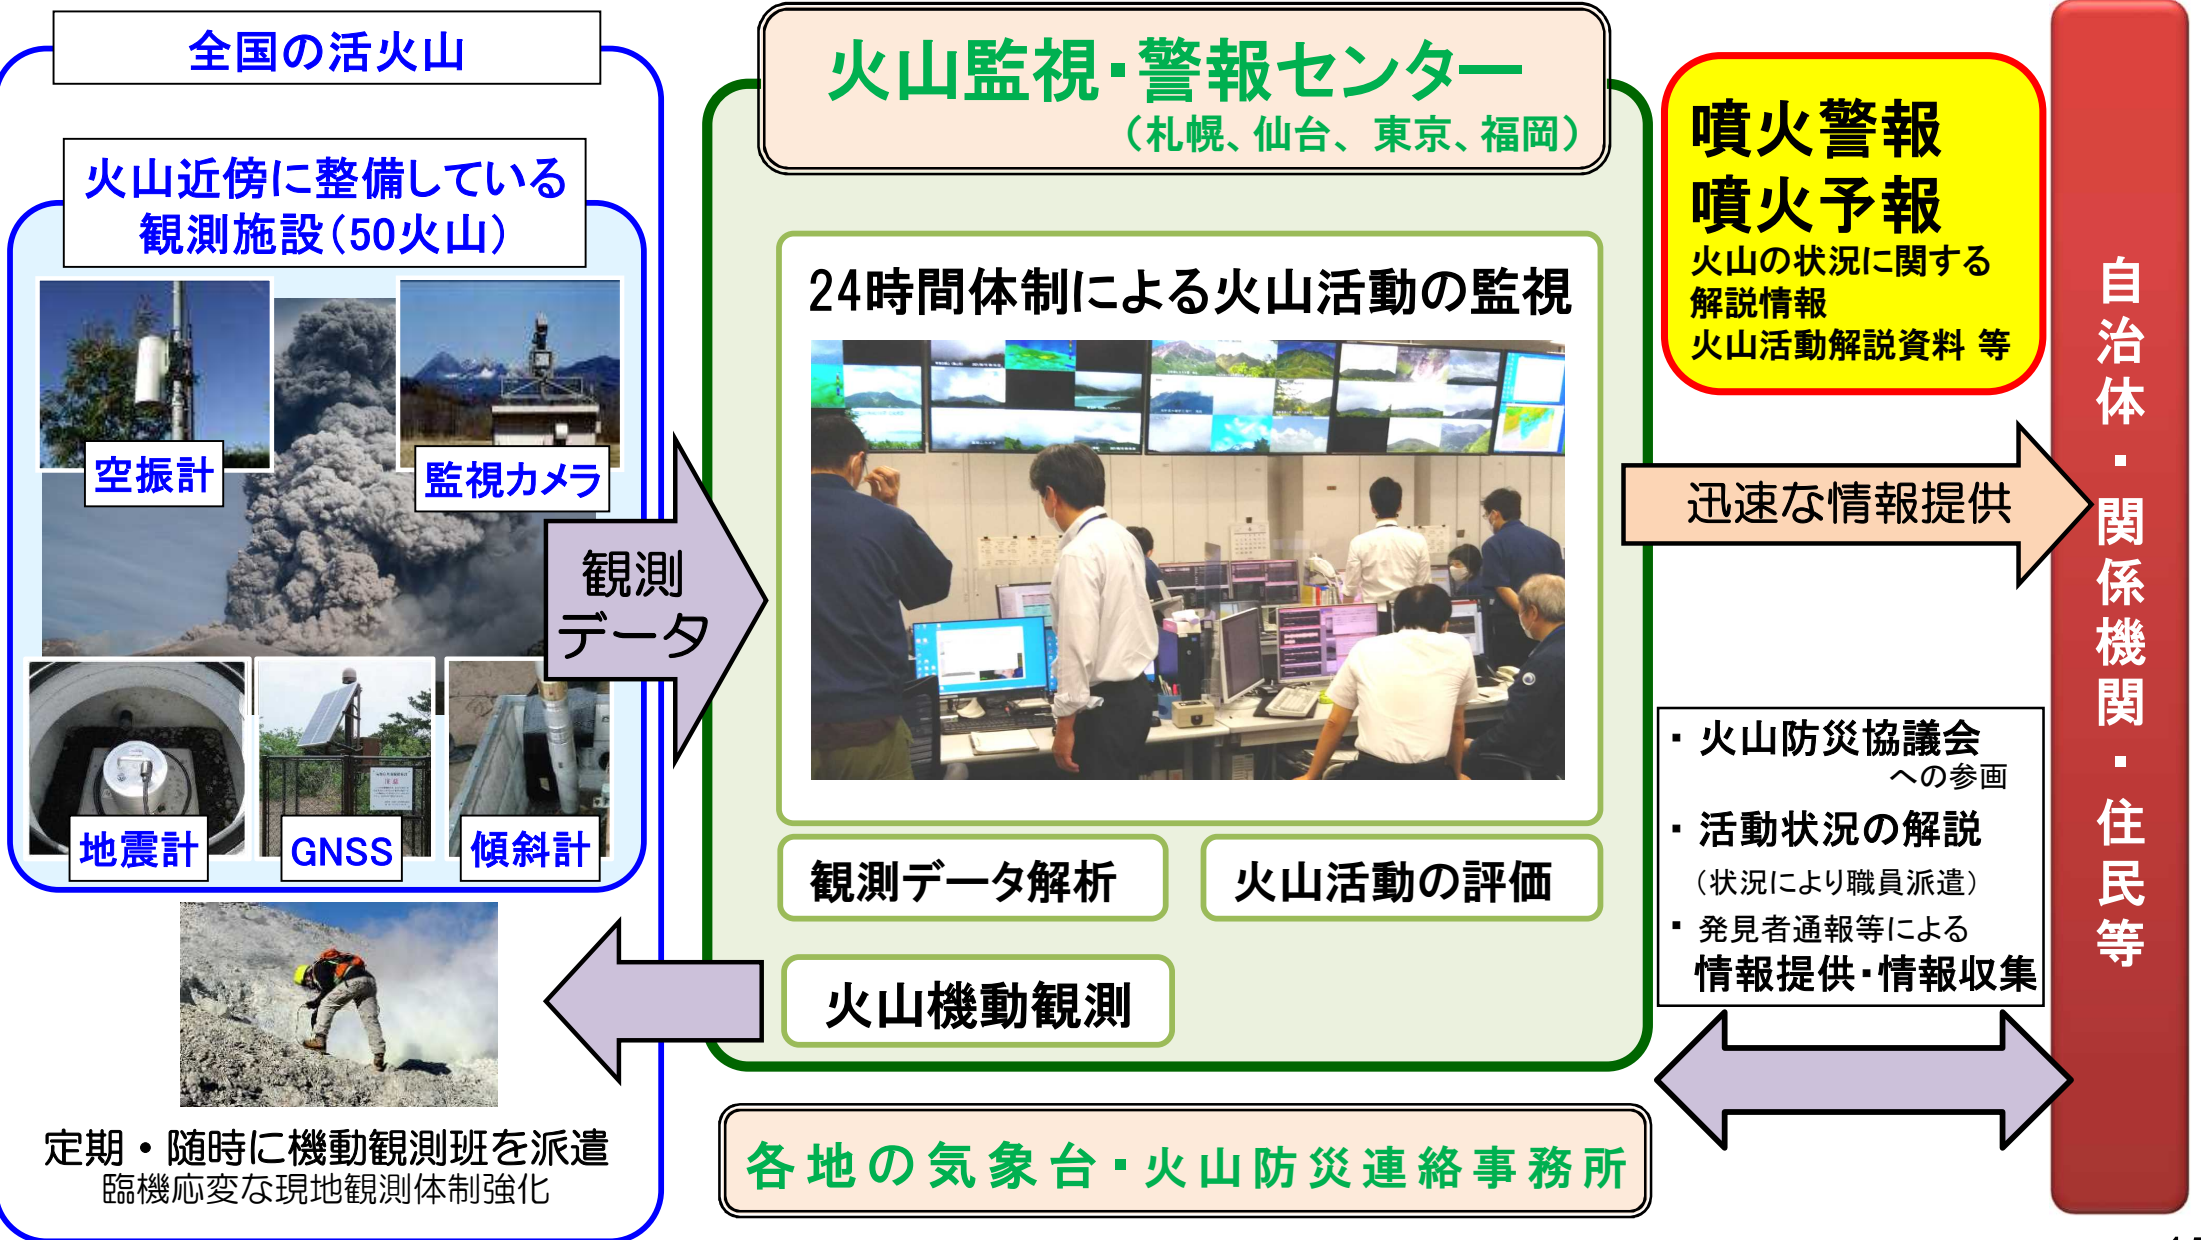 全国の活火山
火山近傍に整備している
観測施設(50火山)
空振計
監視カメラ
地震計
GNSS
傾斜計
観測
データ
定期・随時に機動観測班を派遣
臨機応変な現地観測体制強化
火山監視・警報センター
(札幌、仙台、東京、福岡)
24時間体制による火山活動の監視
観測データ解析
火山活動の評価
火山機動観測
各地の気象台・火山防災連絡事務所
噴火警報
噴火予報
火山の状況に関する
解説情報
火山活動解説資料 等
迅速な情報提供
・火山防災協議会
への参画
・活動状況の解説
(状況により職員派遣)
・発見者通報等による
情報提供・情報収集
自治体・関係機関・住民等